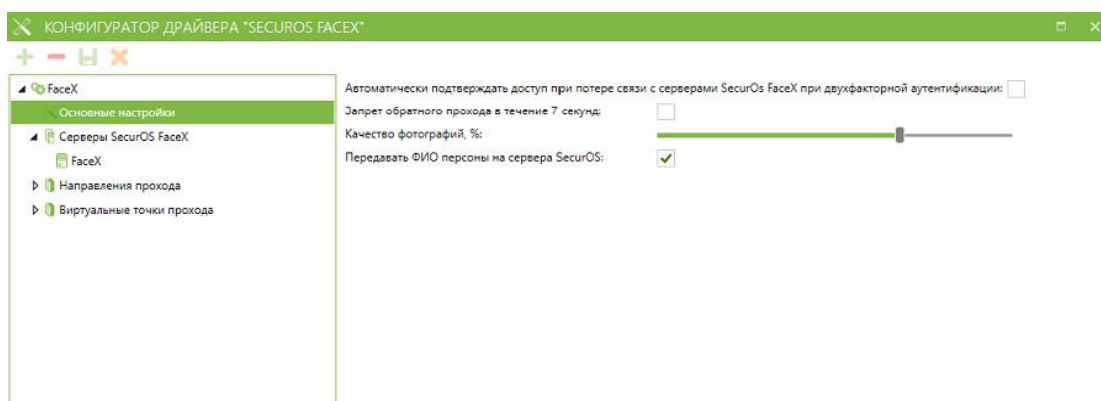 КОНФИГУРАТОР ДРАЙВЕРА "SECUROS FACEX"
FaceX
Основные настройки
Серверы SecurOS FaceX
FaceX
Направления прохода
Виртуальные точки прохода
Автоматически подтверждать доступ при потере связи с серверами SecurOs FaceX при двухфакторной аутентификации:
Запрет обратного прохода в течение 7 секунд:
Качество фотографий, %:
Передавать ФИО персоны на сервера SecurOS: